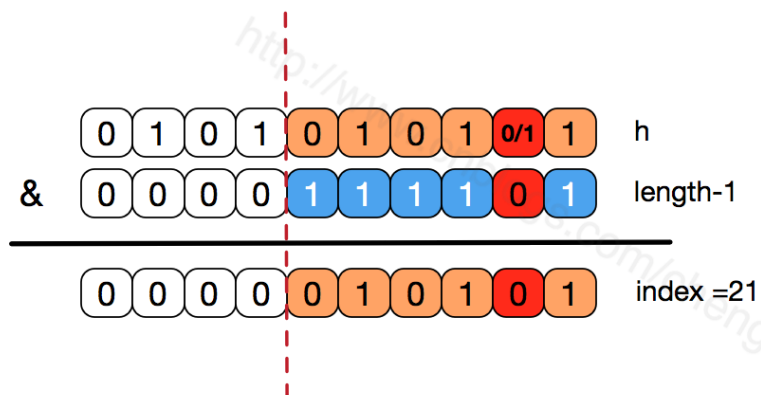 0 1 0 1 0 1 0 1 0/1 1 h
& 0 0 0 0 1 1 1 1 0 1 length-1
0 0 0 0 0 1 0 1 0 1 index =21